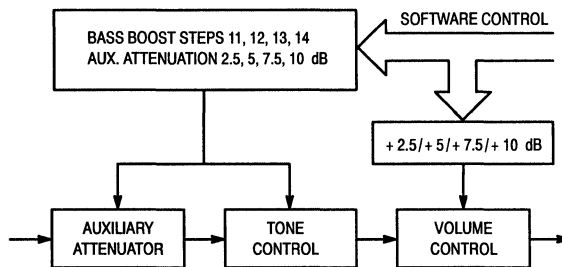 SOFTWARE CONTROL
BASS BOOST STEPS 11, 12, 13, 14
AUX. ATTENUATION 2.5, 5, 7.5, 10 dB
+ 2.5/+ 5/+ 7.5/+ 10 dB
AUXILIARY
ATTENUATOR
TONE
CONTROL
VOLUME
CONTROL